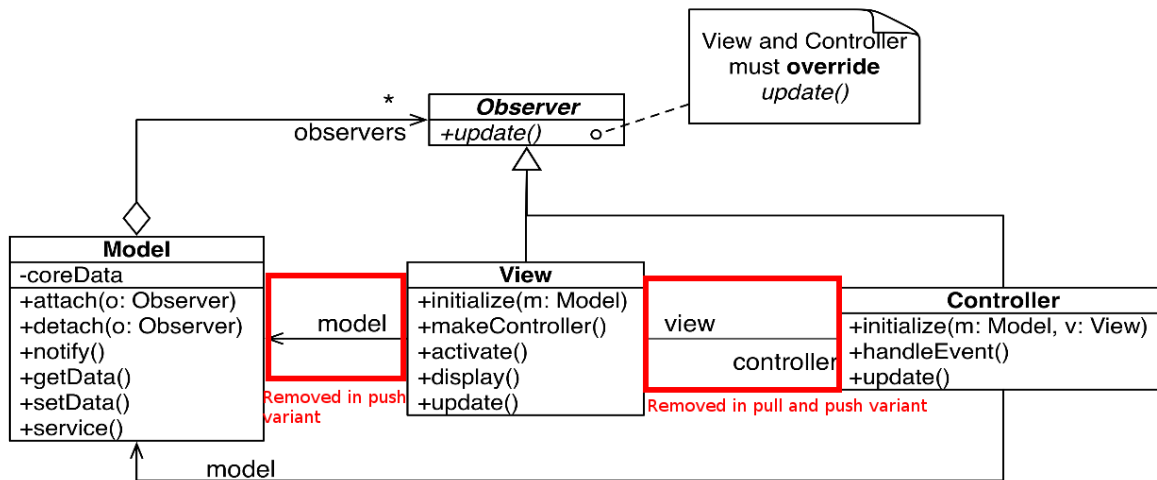 View and Controller
must override
update()
*
observers
Observer
+update()
Model
-coreData
+attach(o: Observer)
+detach(o: Observer)
+notify()
+getData()
+setData()
+service()
model
Removed in push
variant
View
+initialize(m: Model)
+makeController()
+activate()
+display()
+update()
view
controller
Removed in pull and push variant
Controller
+initialize(m: Model, v: View)
+handleEvent()
+update()
model